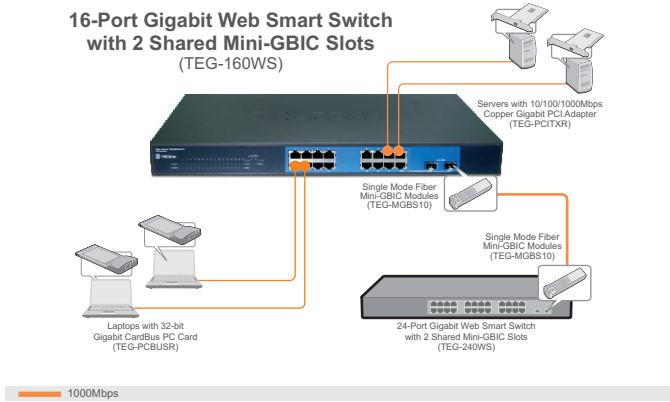 16-Port Gigabit Web Smart Switch
with 2 Shared Mini-GBIC Slots
(TEG-160WS)
Servers with 10/100/1000Mbps
Copper Gigabit PCI Adapter
(TEG-PCITXR)
Single Mode Fiber
Mini-GBIC Modules
(TEG-MGBS10)
Single Mode Fiber
Mini-GBIC Modules
(TEG-MGBS10)
Laptops with 32-bit
Gigabit CardBus PC Card
(TEG-PCBUSR)
24-Port Gigabit Web Smart Switch
with 2 Shared Mini-GBIC Slots
(TEG-240WS)
1000Mbps